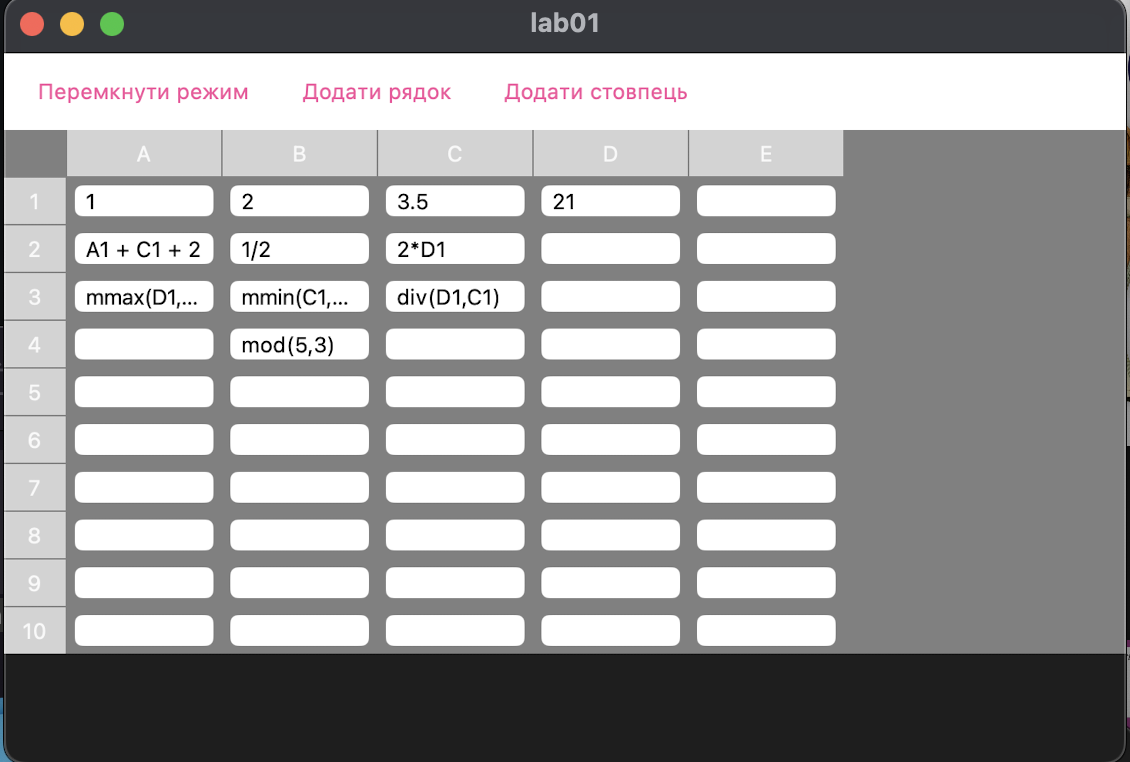 lab01
Перемкнути режим Додати рядок Додати стовпець
A B C D E
1 1 2 3.5 21
2 A1 + C1 + 2 1/2 2*D1
3 mmax(D1,... mmin(C1,... div(D1,C1)
4 mod(5,3)
5
6
7
8
9
10